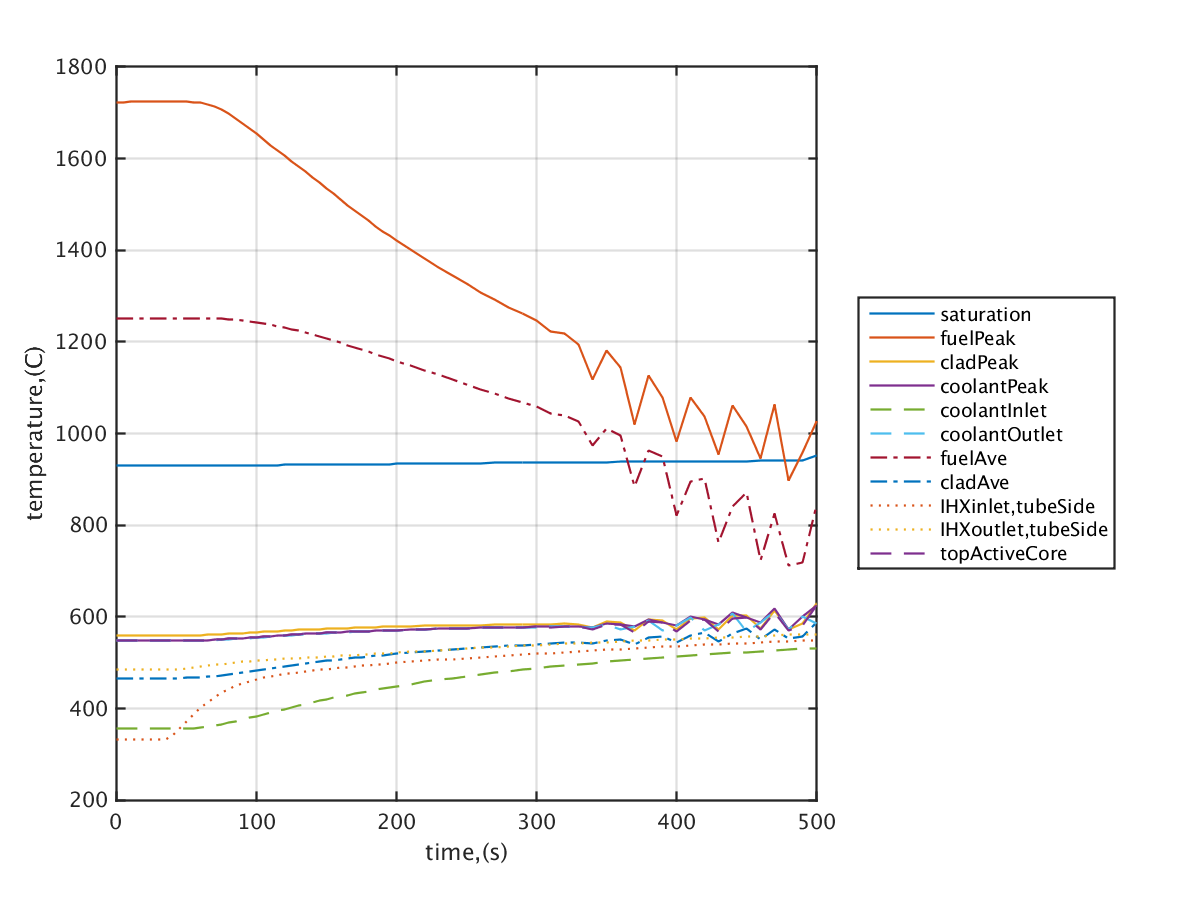 1800
1600
1400
1200
1000
800
600
400
200
temperature,(C)
0 100 200 300 400 500
time,(s)
saturation
fuelPeak
cladPeak
coolantPeak
coolantInlet
coolantOutlet
fuelAve
cladAve
IHXinlet,tubeSide
IHXoutlet,tubeSide
topActiveCore